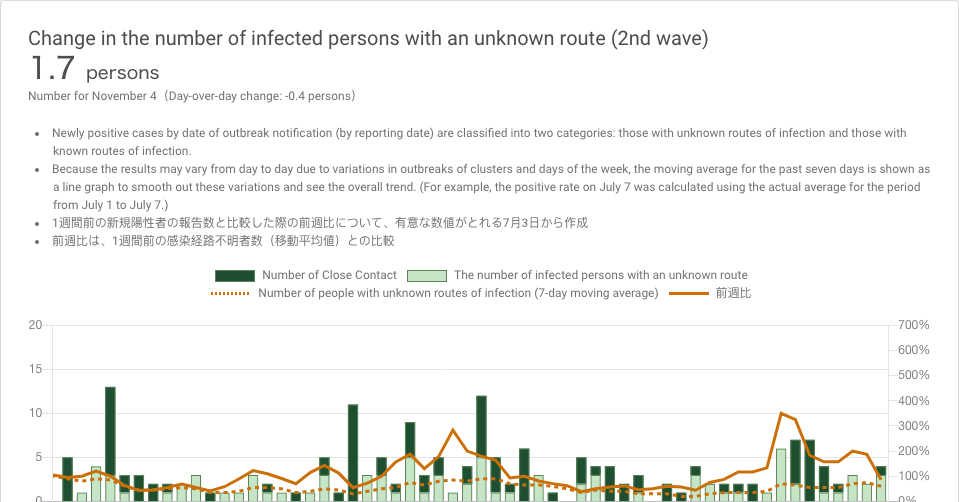 Change in the number of infected persons with an unknown route (2nd wave)
1.7 persons
Number for November 4（Day-over-day change: -0.4 persons）
• Newly positive cases by date of outbreak notification (by reporting date) are classified into two categories: those with unknown routes of infection and those with
known routes of infection.
• Because the results may vary from day to day due to variations in outbreaks of clusters and days of the week, the moving average for the past seven days is shown as
a line graph to smooth out these variations and see the overall trend. (For example, the positive rate on July 7 was calculated using the actual average for the period
from July 1 to July 7.)
• 1週間前の新規陽性者の報告数と比較した際の前週比について、有意な数値がとれる7月3日から作成
• 前週比は、1週間前の感染経路不明者数（移動平均値）との比較
Number of Close Contact The number of infected persons with an unknown route
Number of people with unknown routes of infection (7-day moving average) 前週比
20 700%
600%
15 500%
10 400%
300%
5 200%
100%
0 0%